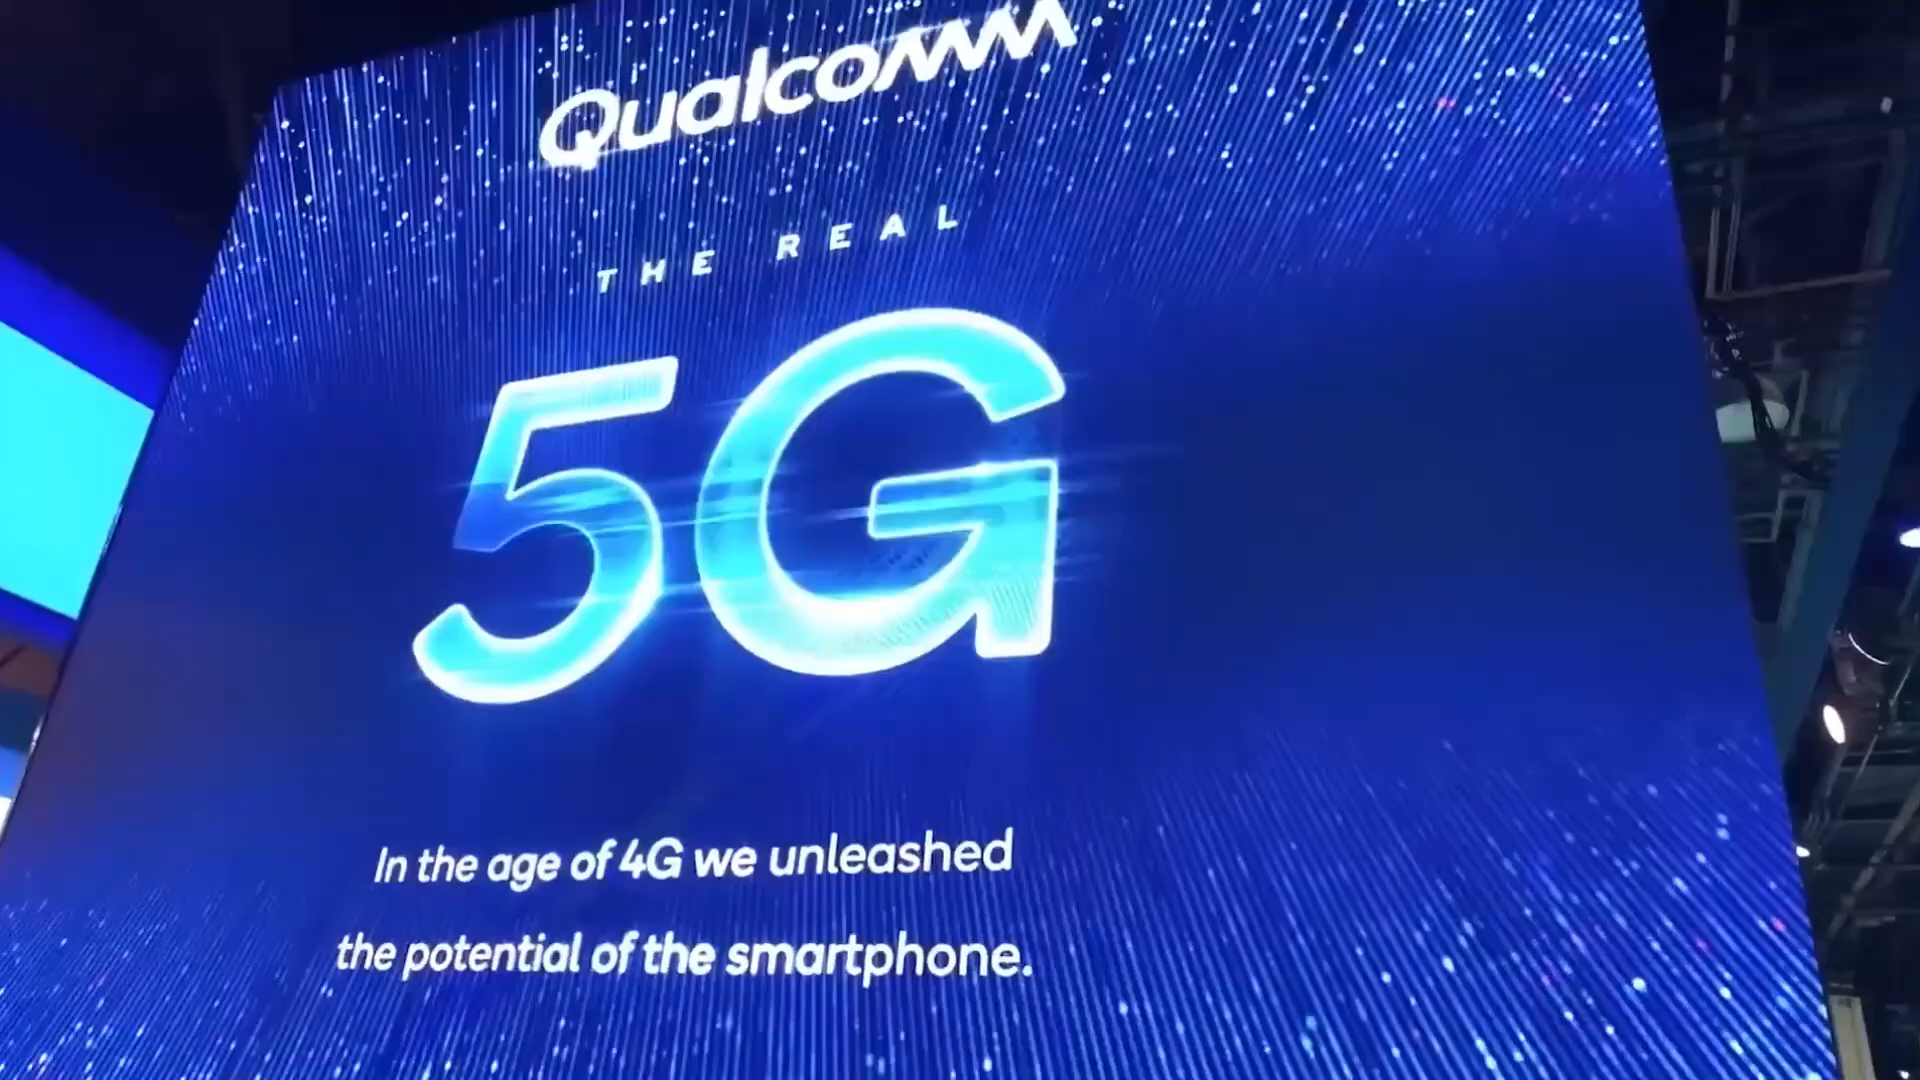 Qualcomm
THE REAL
5G
In the age of 4G we unleashed
the potential of the smartphone.